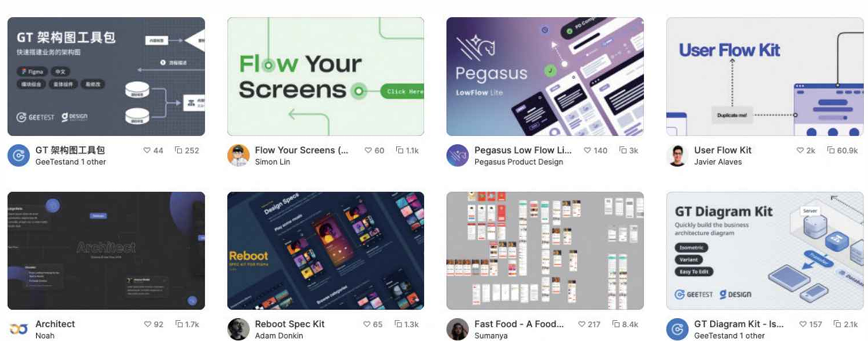 GT 架构图工具包
快速搭建业务的架构图
Figma
中文
GEETEST
DESIGN
Flow Your
Screens
Click Here
Pegasus
LowFlow Lite
User Flow Kit
Duplicate me!
GT 架构图工具包
44
252
GeeTestand 1 other
Flow Your Screens (...
60
1.1k
Simon Lin
Pegasus Low Flow Li...
140
3k
Pegasus Product Design
User Flow Kit
2k
60.9k
Javier Alaves
Architect
Design Specs
Reboot
GT Diagram Kit
Quickly build the business
architecture diagram
Isometric
Variant
Easy To Edit
GEETEST
DESIGN
Server
Architect
92
1.7k
Noah
Reboot Spec Kit
65
1.3k
Adam Donkin
Fast Food - A Food...
217
8.4k
Sumanya
GT Diagram Kit - Is...
157
2.1k
GeeTestand 1 other